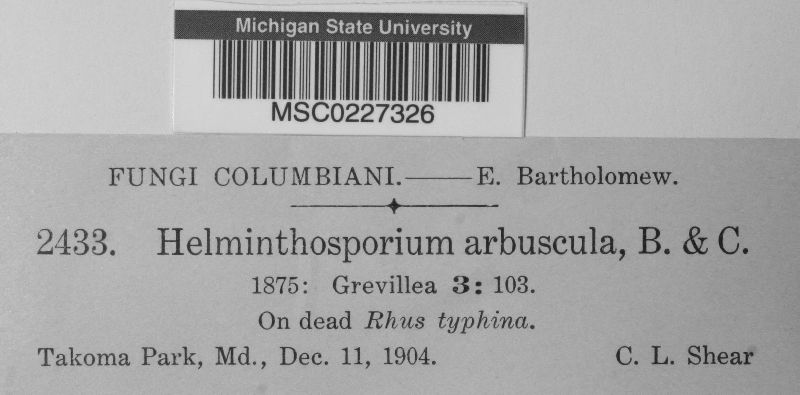 Michigan State University
MSC0227326
FUNGI COLUMBIANI.——E. Bartholomew.
2433. Helminthosporium arbuscula, B. & C.
1875: Grevillea 3: 103.
On dead Rhus typhina.
Takoma Park, Md., Dec. 11, 1904. C. L. Shear